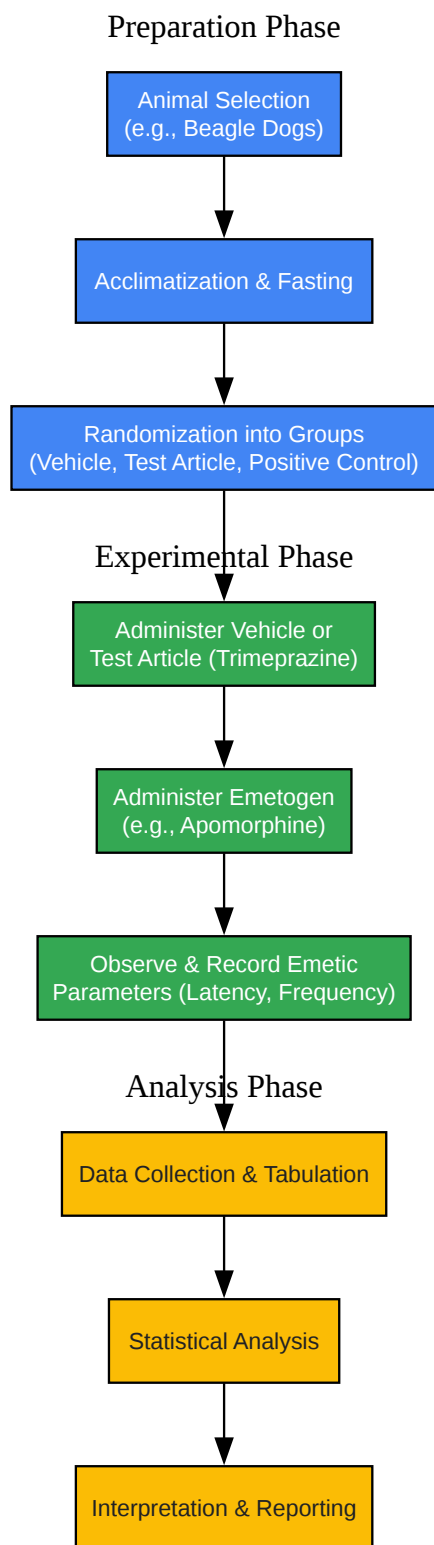 Preparation Phase
Animal Selection
(e.g., Beagle Dogs)
Acclimatization & Fasting
Randomization into Groups
(Vehicle, Test Article, Positive Control)
Experimental Phase
Administer Vehicle or
Test Article (Trimeprazine)
Administer Emetogen
(e.g., Apomorphine)
Observe & Record Emetic
Parameters (Latency, Frequency)
Analysis Phase
Data Collection & Tabulation
Statistical Analysis
Interpretation & Reporting